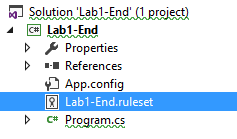 Solution 'Lab1-End' (1 project)
C# Lab1-End
Properties
References
App.config
Lab1-End.ruleset
C# Program.cs